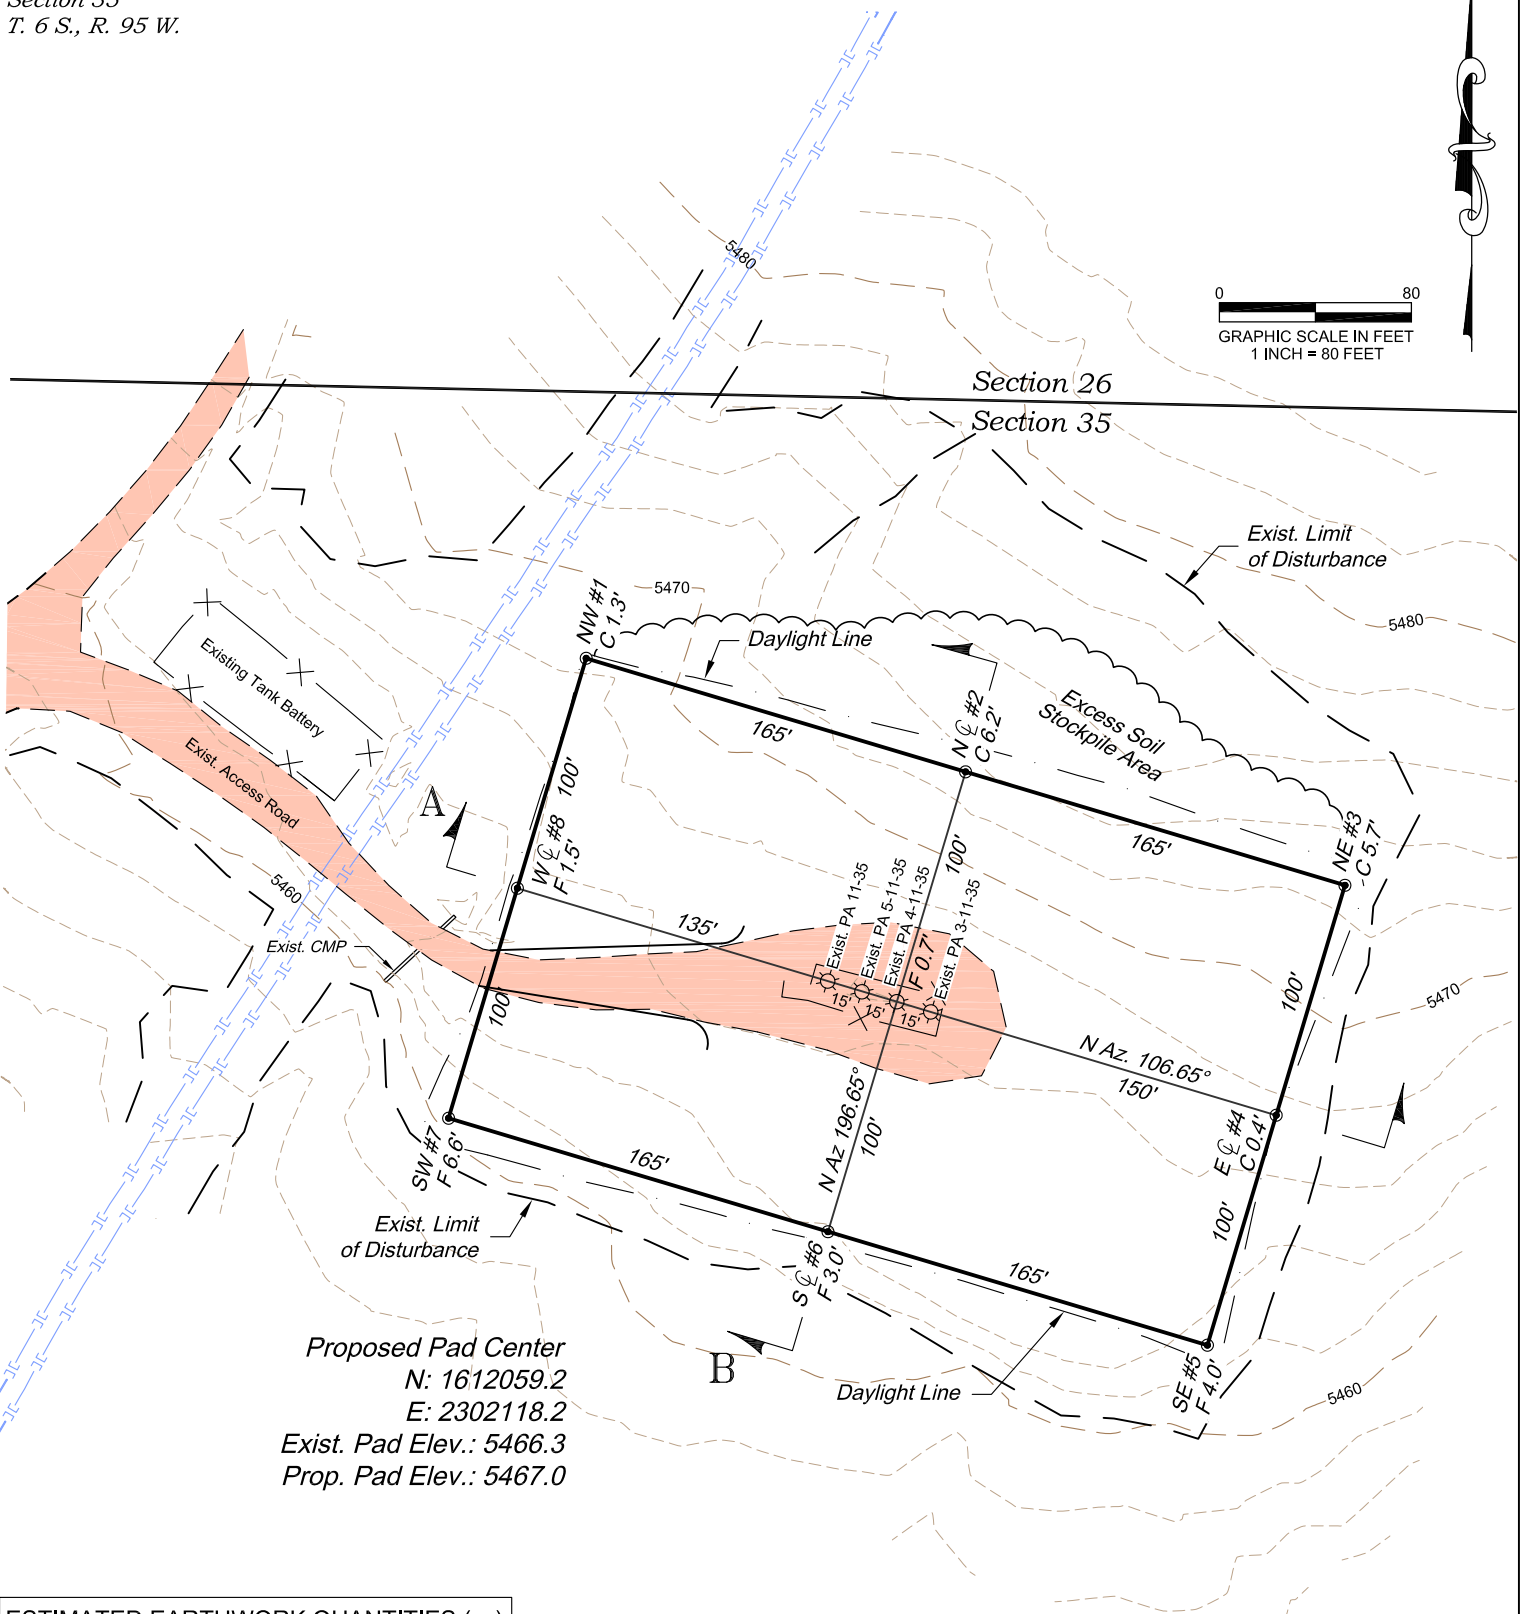 T. 6 S., R. 95 W.
5480
0 80
GRAPHIC SCALE IN FEET
1 INCH = 80 FEET
Section 26
Section 35
Exist. Limit
of Disturbance
5470
5480
NW #1
C 1.3'
Daylight Line
Existing Tank Battery
Exist. Access Road
165'
N ℄ #2
C 6.2'
Excess Soil
Stockpile Area
100'
A
W ℄ #8
F 1.5'
100'
165'
NE #3
C 5.7'
5460
Exist. CMP
135'
Exist. PA 11-35
Exist. PA 5-11-35
Exist. PA 4-11-35
F 0.7'
Exist. PA 3-11-35
15'
15'
15'
100'
100'
5470
N Az. 106.65°
150'
N Az 196.65°
100'
E ℄ #4
C 0.4'
SW #7
F 6.6'
165'
Exist. Limit
of Disturbance
100'
S ℄ #6
F 3.0'
165'
B
Daylight Line
SE #5
F 4.0'
5460
Proposed Pad Center
N: 1612059.2
E: 2302118.2
Exist. Pad Elev.: 5466.3
Prop. Pad Elev.: 5467.0
ESTIMATED EARTHWORK QUANTITIES